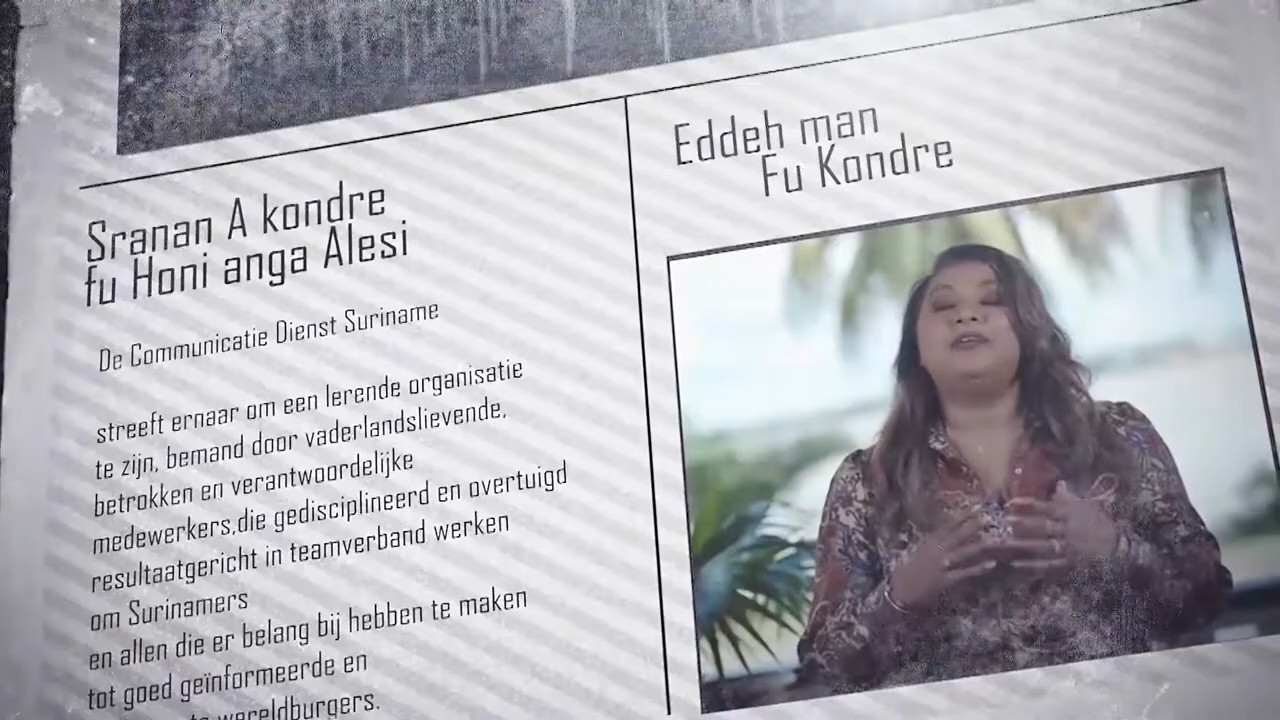 Sranan A kondre
fu Honi anga Alesi
De Communicatie Dienst Suriname
streeft ernaar om een lerende organisatie
te zijn, bemand door vaderlandslievende,
betrokken en verantwoordelijke
medewerkers,die gedisciplineerd en overtuigd
resultaatgericht in teamverband werken
om Surinamers
en allen die er belang bij hebben te maken
tot goed geïnformeerde en
wereldburgers.
Eddeh man
Fu Kondre